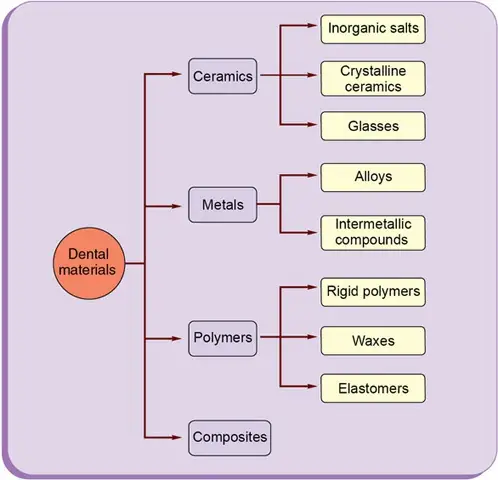 Inorganic salts
Ceramics
Crystalline
ceramics
Glasses
Alloys
Metals
Intermetallic
compounds
Dental
materials
Rigid polymers
Polymers
Waxes
Elastomers
Composites